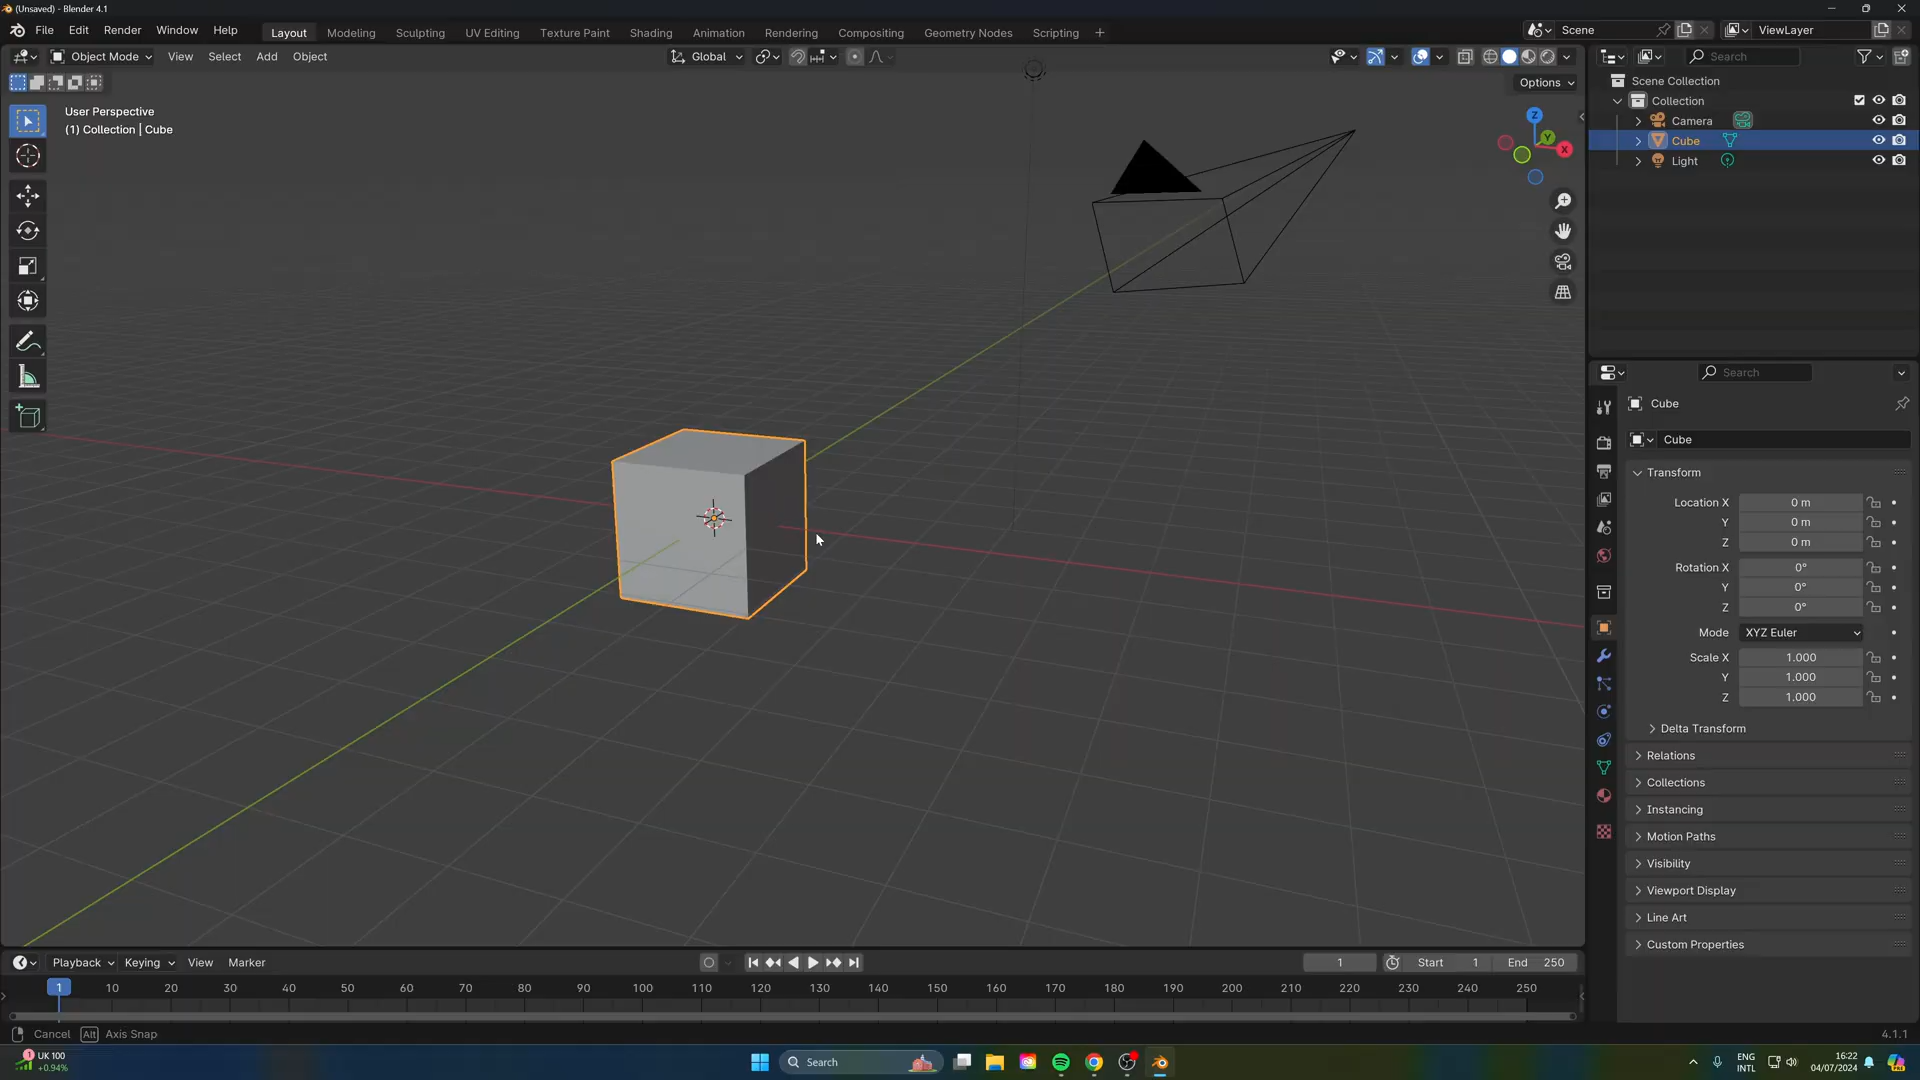 (Unsaved) - Blender 4.1
File Edit Render Window Help Layout Modeling Sculpting UV Editing Texture Paint Shading Animation Rendering Compositing Geometry Nodes Scripting + Scene ViewLayer
Object Mode View Select Add Object Global Search
Options
User Perspective
(1) Collection | Cube
Z
Y
X
Scene Collection
Collection
Camera
Cube
Light
Search
Cube
Cube
Transform
Location X 0 m
Y 0 m
Z 0 m
Rotation X 0°
Y 0°
Z 0°
Mode XYZ Euler
Scale X 1.000
Y 1.000
Z 1.000
Delta Transform
Relations
Collections
Instancing
Motion Paths
Visibility
Viewport Display
Line Art
Custom Properties
Playback Keying View Marker 1 Start 1 End 250
1 10 20 30 40 50 60 70 80 90 100 110 120 130 140 150 160 170 180 190 200 210 220 230 240 250
Cancel Alt Axis Snap 4.1.1
1 UK 100
+0.94%
Search
ENG
INTL
16:22
04/07/2024